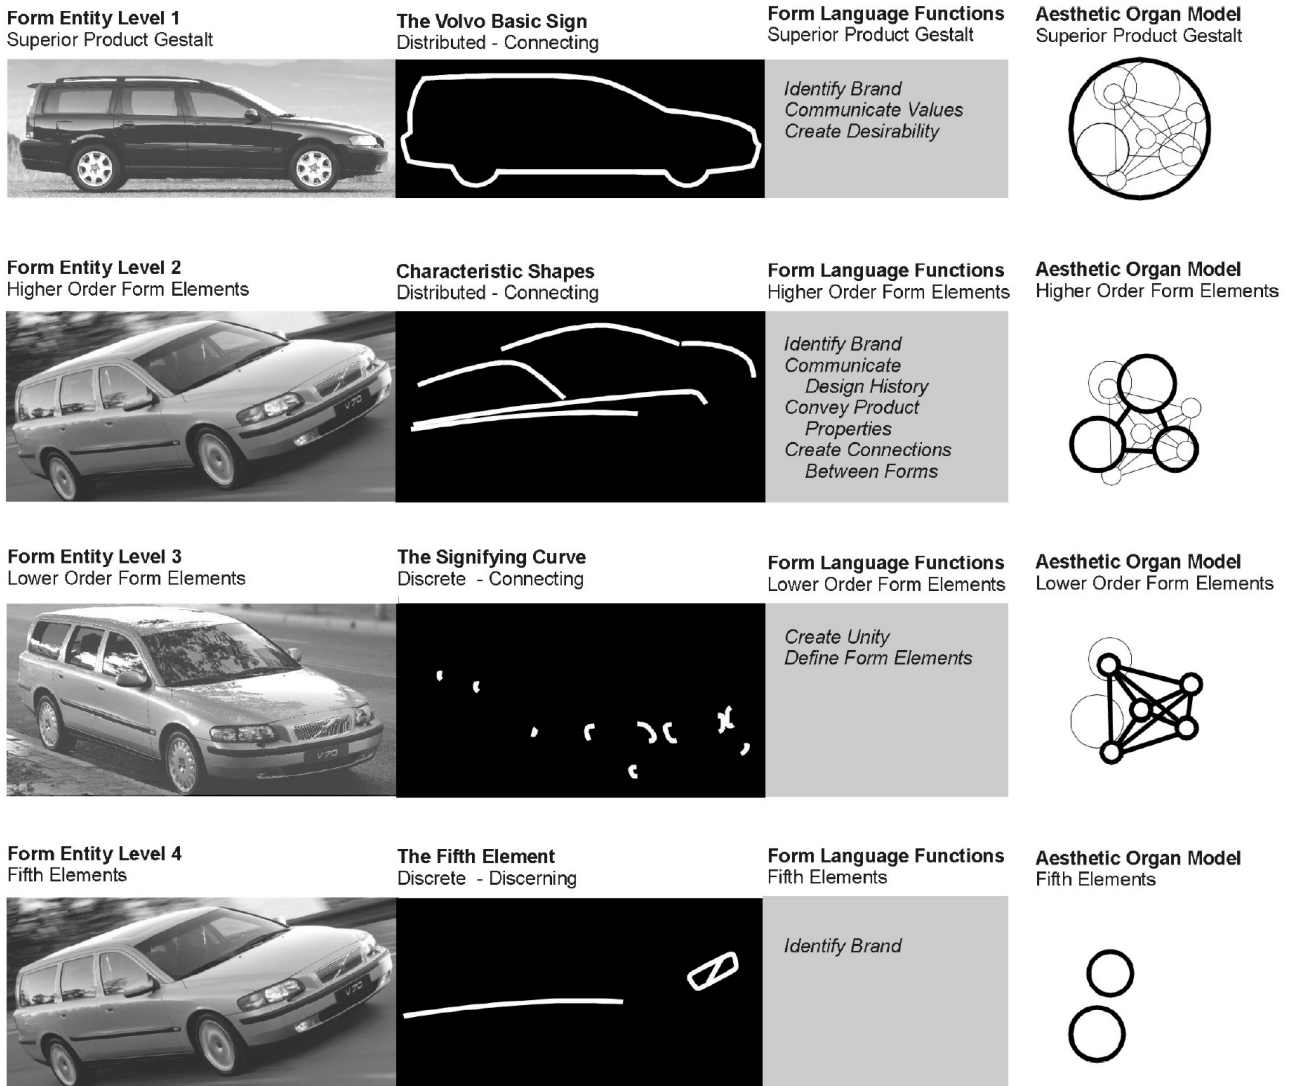 Form Entity Level 1
Superior Product Gestalt
The Volvo Basic Sign
Distributed - Connecting
Form Language Functions
Superior Product Gestalt
Aesthetic Organ Model
Superior Product Gestalt
Identify Brand
Communicate Values
Create Desirability
Form Entity Level 2
Higher Order Form Elements
Characteristic Shapes
Distributed - Connecting
Form Language Functions
Higher Order Form Elements
Aesthetic Organ Model
Higher Order Form Elements
V70
Identify Brand
Communicate
Design History
Convey Product
Properties
Create Connections
Between Forms
Form Entity Level 3
Lower Order Form Elements
The Signifying Curve
Discrete - Connecting
Form Language Functions
Lower Order Form Elements
Aesthetic Organ Model
Lower Order Form Elements
V70
Create Unity
Define Form Elements
Form Entity Level 4
Fifth Elements
The Fifth Element
Discrete - Discerning
Form Language Functions
Fifth Elements
Aesthetic Organ Model
Fifth Elements
V70
Identify Brand